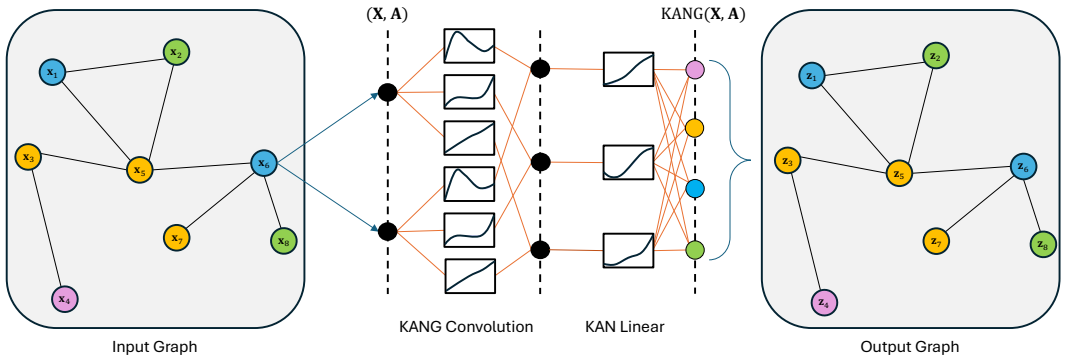 (X, A)
KANG(X, A)
x₁
x₂
x₃
x₅
x₆
x₇
x₈
x₄
z₁
z₂
z₃
z₅
z₆
z₇
z₈
z₄
KANG Convolution
KAN Linear
Input Graph
Output Graph